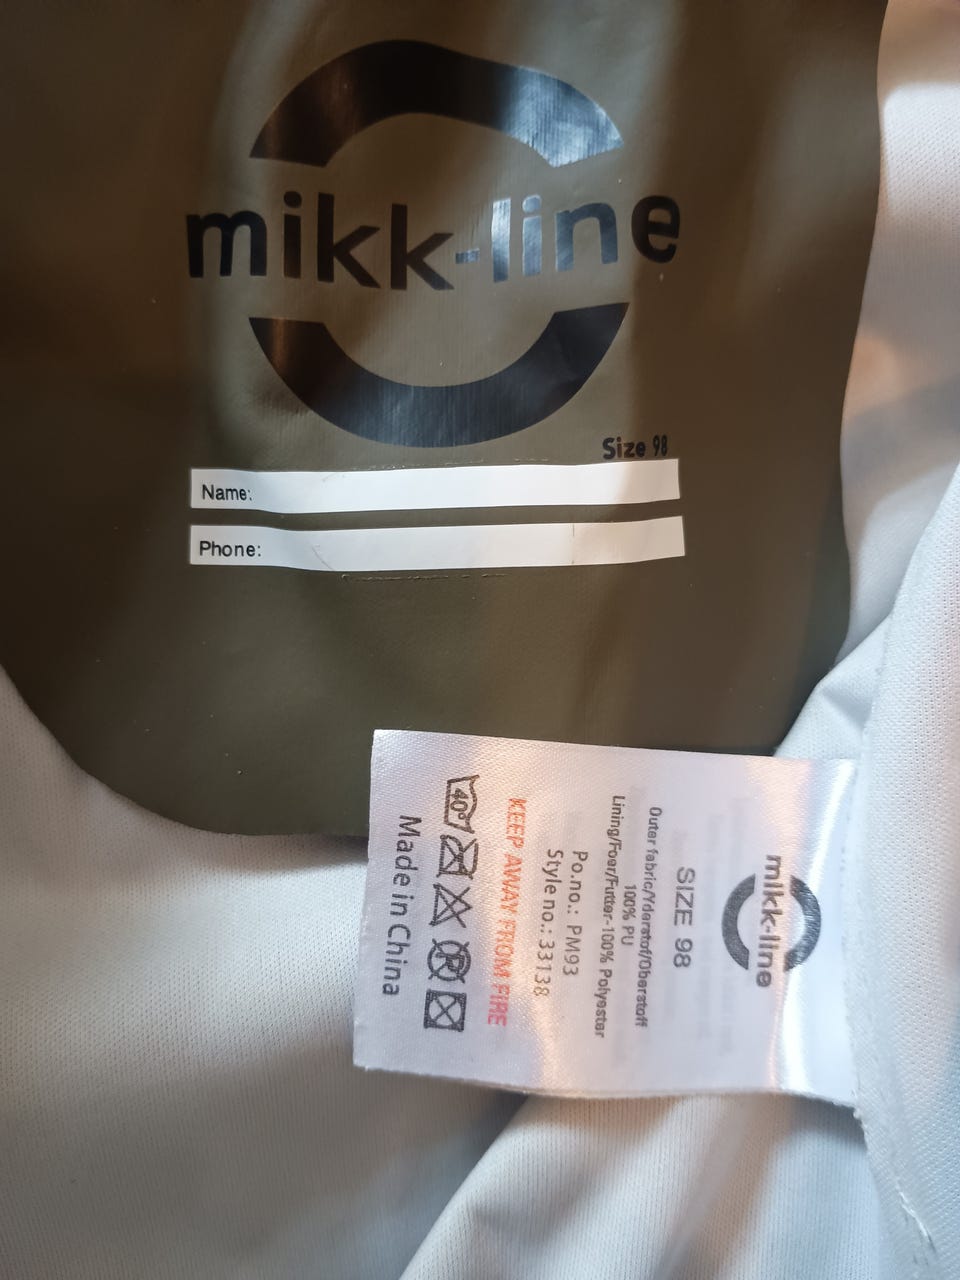 mikk-line
Size 98
Name:
Phone:
mikk-line
SIZE 98
Outer fabric/Yderstof/Oberstoff
100% PU
Lining/Foer/Futter-100% Polyester
Po.no.: PM93
Style no.: 33138
KEEP AWAY FROM FIRE
40°
P
Made in China